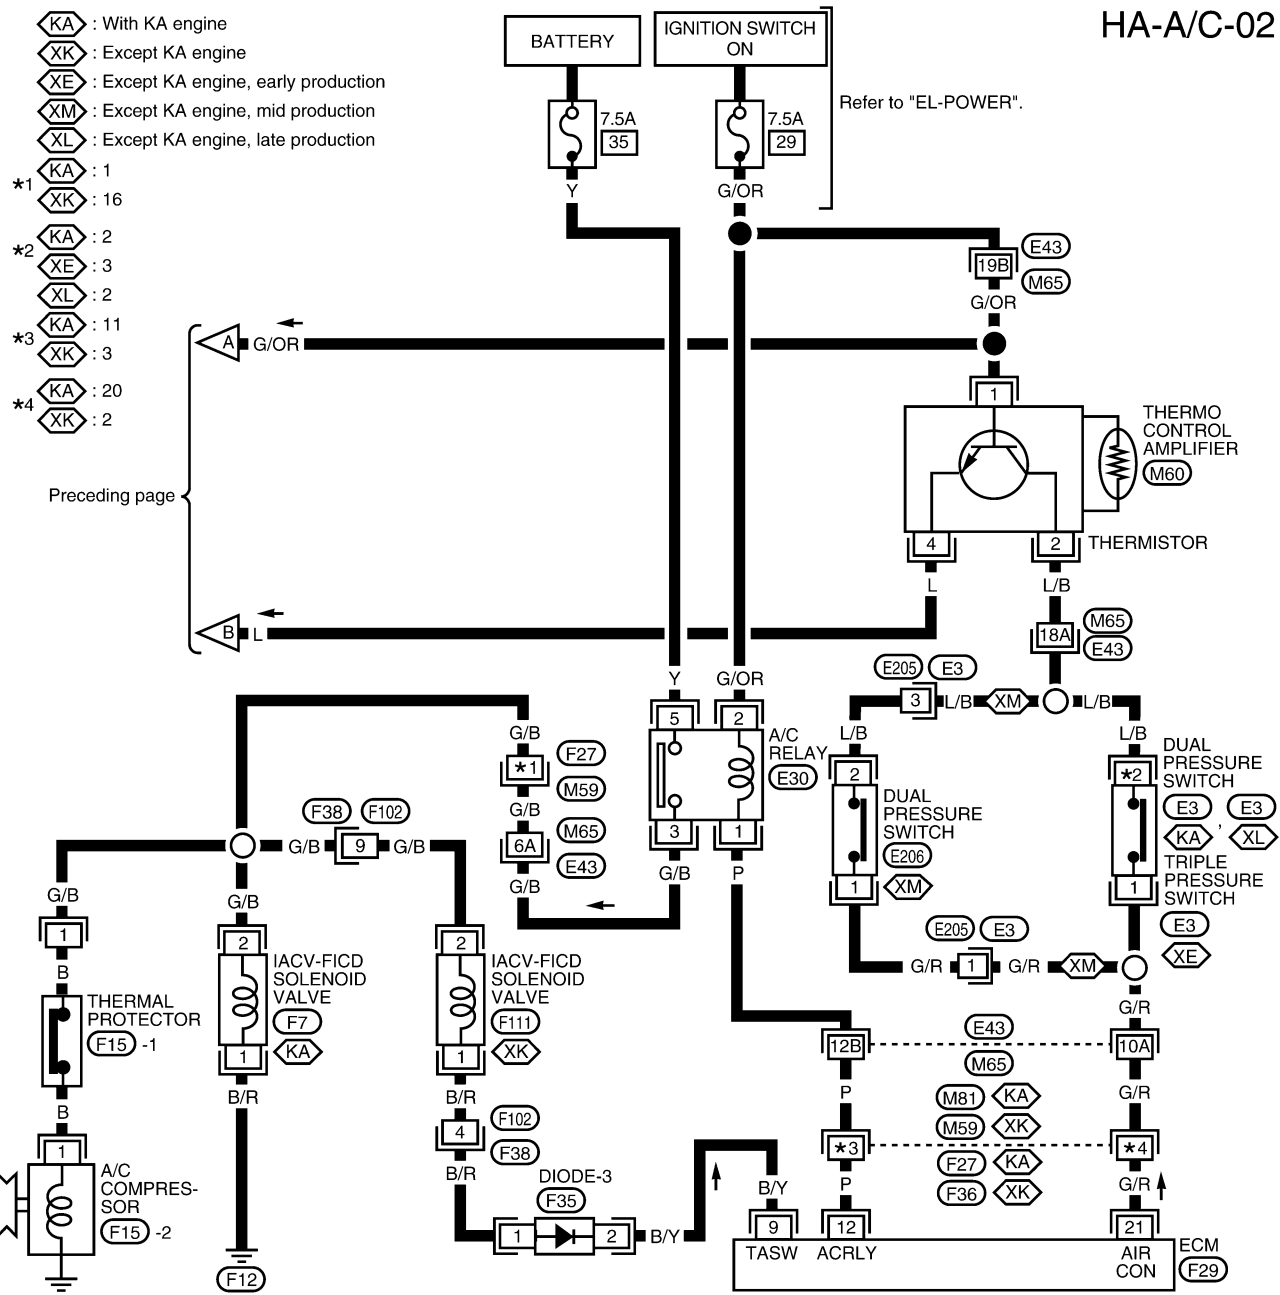 HA-A/C-02
KA : With KA engine
XK : Except KA engine
XE : Except KA engine, early production
XM : Except KA engine, mid production
XL : Except KA engine, late production
*1
KA : 1
XK : 16
*2
KA : 2
XE : 3
XL : 2
*3
KA : 11
XK : 3
*4
KA : 20
XK : 2
BATTERY
IGNITION SWITCH
ON
Refer to "EL-POWER".
7.5A
35
7.5A
29
Y
G/OR
E43
19B
M65
G/OR
A
G/OR
1
THERMO
CONTROL
AMPLIFIER
M60
Preceding page
4
2
THERMISTOR
L
L/B
B
L
18A
M65
E43
E205
E3
Y
G/OR
3
L/B
XM
L/B
5
2
A/C
RELAY
E30
G/B
L/B
L/B
*1
F27
M59
2
*2
DUAL
PRESSURE
SWITCH
E3
E3
KA
,
XL
DUAL
PRESSURE
SWITCH
E206
XM
G/B
6A
M65
E43
3
1
G/B
G/B
P
1
1
TRIPLE
PRESSURE
SWITCH
E3
XE
F38
F102
G/B
9
G/B
G/B
G/B
E205
E3
G/R
1
G/R
XM
1
2
2
IACV-FICD
SOLENOID
VALVE
F7
KA
IACV-FICD
SOLENOID
VALVE
F111
XK
B
THERMAL
PROTECTOR
F15 -1
1
1
G/R
12B
E43
M65
10A
B
B/R
B/R
P
M81
KA
M59
XK
G/R
4
F102
F38
*3
*4
1
A/C
COMPRES-
SOR
F15 -2
B/R
P
F27
KA
F36
XK
G/R
DIODE-3
F35
1
2
B/Y
B/Y
9
12
21
TASW
ACRLY
AIR
CON
ECM
F29
F12